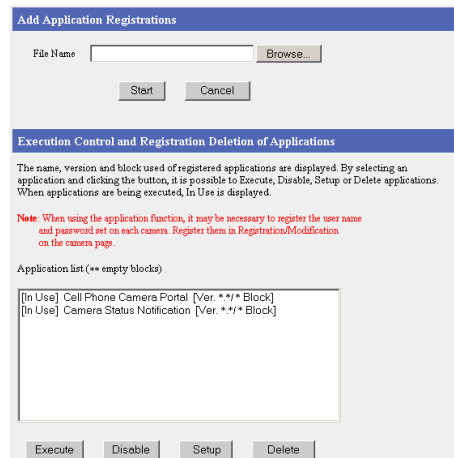 Add Application Registrations
File Name Browse...
Start Cancel
Execution Control and Registration Deletion of Applications
The name, version and block used of registered applications are displayed. By selecting an
application and clicking the button, it is possible to Execute, Disable, Setup or Delete applications.
When applications are being executed, In Use is displayed.
Note: When using the application function, it may be necessary to register the user name
and password set on each camera. Register them in Registration/Modification
on the camera page.
Application list (** empty blocks)
[In Use] Cell Phone Camera Portal [Ver. *.*/* Block]
[In Use] Camera Status Notification [Ver. *.*/* Block]
Execute Disable Setup Delete